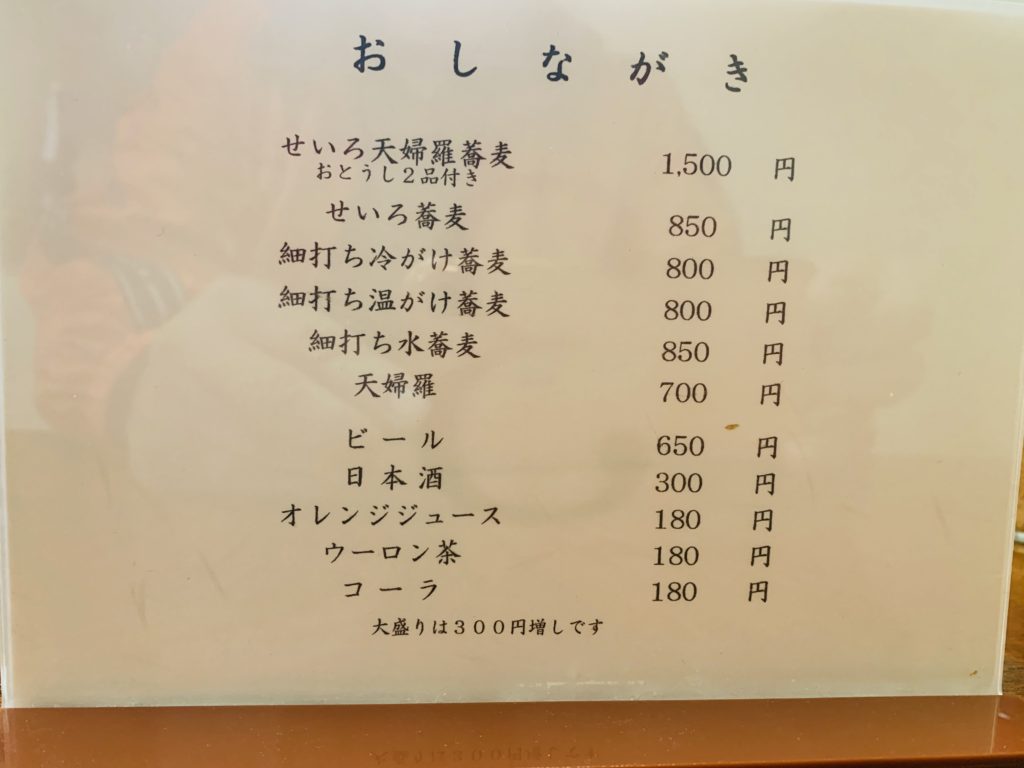 おしながき
せいろ天婦羅蕎麦 1,500 円
おとうし２品付き
せいろ蕎麦 850 円
細打ち冷がけ蕎麦 800 円
細打ち温がけ蕎麦 800 円
細打ち水蕎麦 850 円
天婦羅 700 円
ビール 650 円
日本酒 300 円
オレンジジュース 180 円
ウーロン茶 180 円
コーラ 180 円
大盛りは３００円増しです